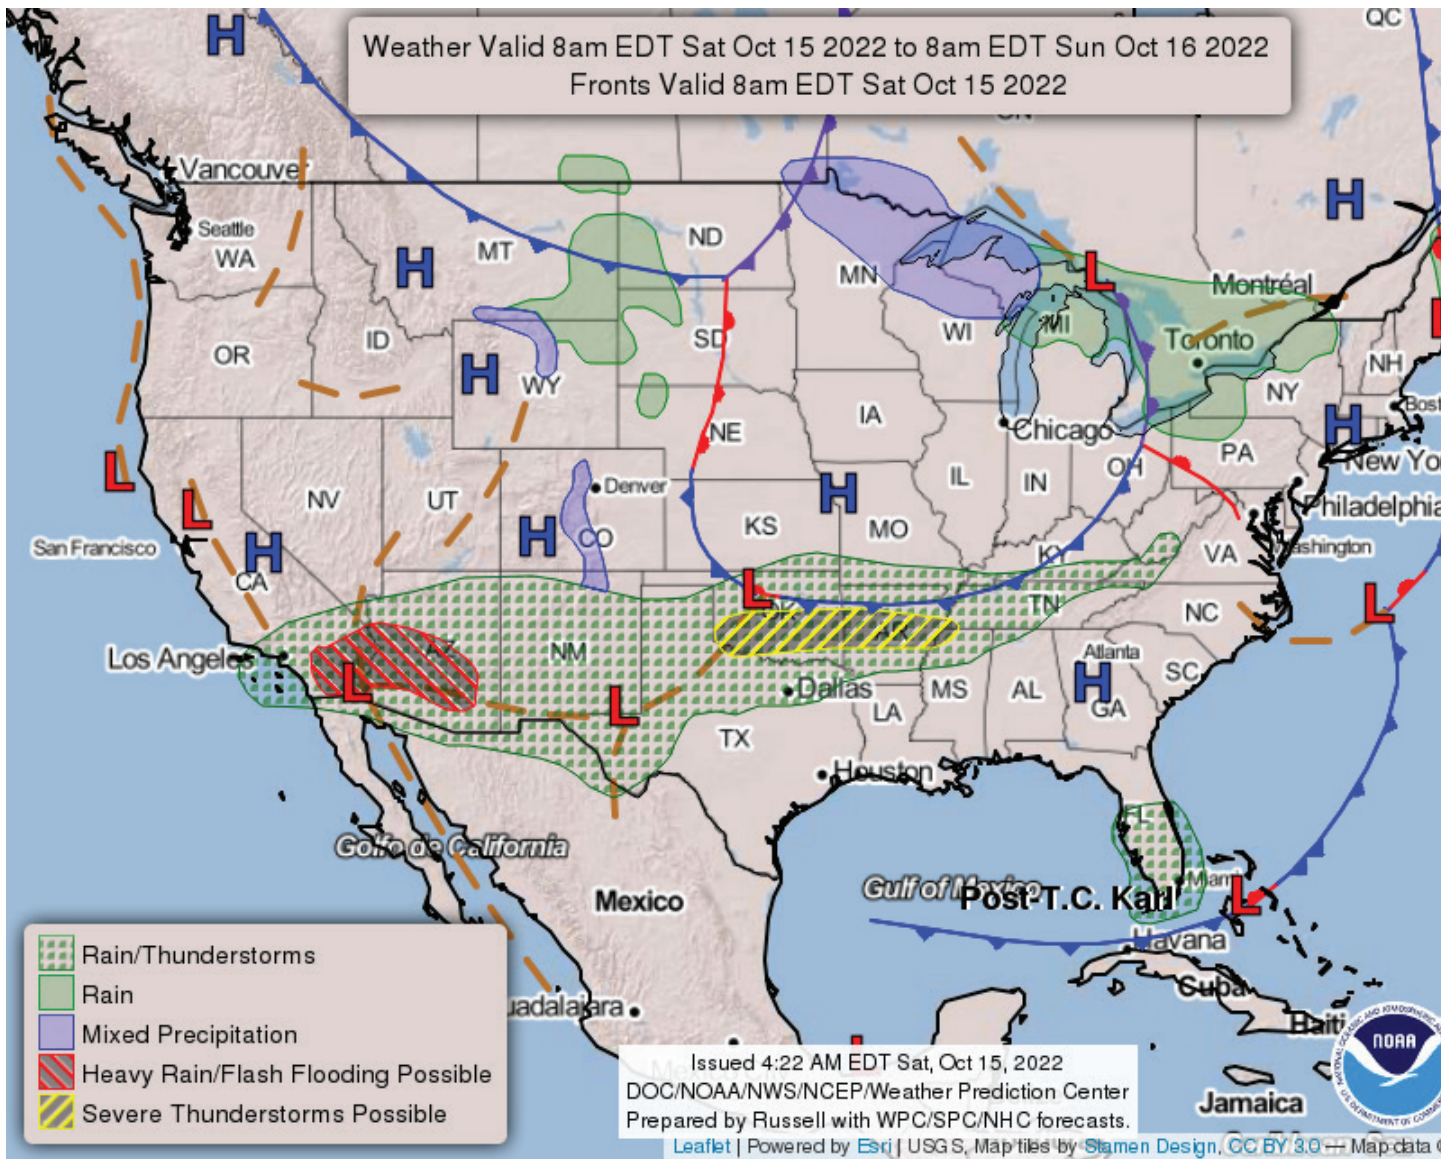 QC
Weather Valid 8am EDT Sat Oct 15 2022 to 8am EDT Sun Oct 16 2022
Fronts Valid 8am EDT Sat Oct 15 2022
H
Vancouver
H
Seattle
WA
MT
ND
H
MN
L
Montréal
OR
ID
H
WY
SD
WI
MI
Toronto
L
NH
NE
IA
NY
H
Chicago
PA
New Yo
L
L
NV
UT
Denver
H
IL
IN
OH
Philadelphia
San Francisco
CA
H
H
CO
KS
MO
KY
VA
L
OK
AR
TN
NC
L
Los Angeles
AZ
NM
L
L
Dallas
MS
AL
Atlanta
H
GA
SC
TX
LA
Houston
FL
Golfo de California
Mexico
Gulf of Mexico
Miami
Post-T.C. Karl
L
Havana
Cuba
Haiti
Jamaica
Rain/Thunderstorms
Rain
Mixed Precipitation
Heavy Rain/Flash Flooding Possible
Severe Thunderstorms Possible
uadalajara
L
NOAA
Issued 4:22 AM EDT Sat, Oct 15, 2022
DOC/NOAA/NWS/NCEP/Weather Prediction Center
Prepared by Russell with WPC/SPC/NHC forecasts.
Leaflet | Powered by Esri | USGS, Map tiles by Stamen Design, CC BY 3.0 — Map data ©